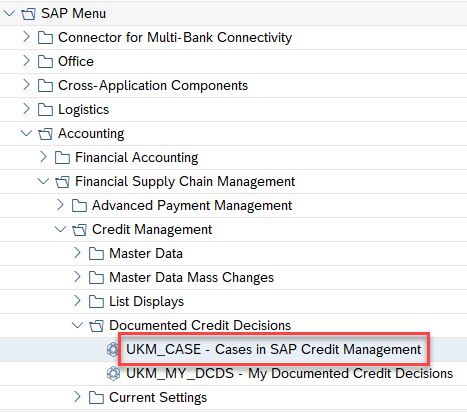 SAP Menu
Connector for Multi-Bank Connectivity
Office
Cross-Application Components
Logistics
Accounting
Financial Accounting
Financial Supply Chain Management
Advanced Payment Management
Credit Management
Master Data
Master Data Mass Changes
List Displays
Documented Credit Decisions
UKM_CASE - Cases in SAP Credit Management
UKM_MY_DCDS - My Documented Credit Decisions
Current Settings